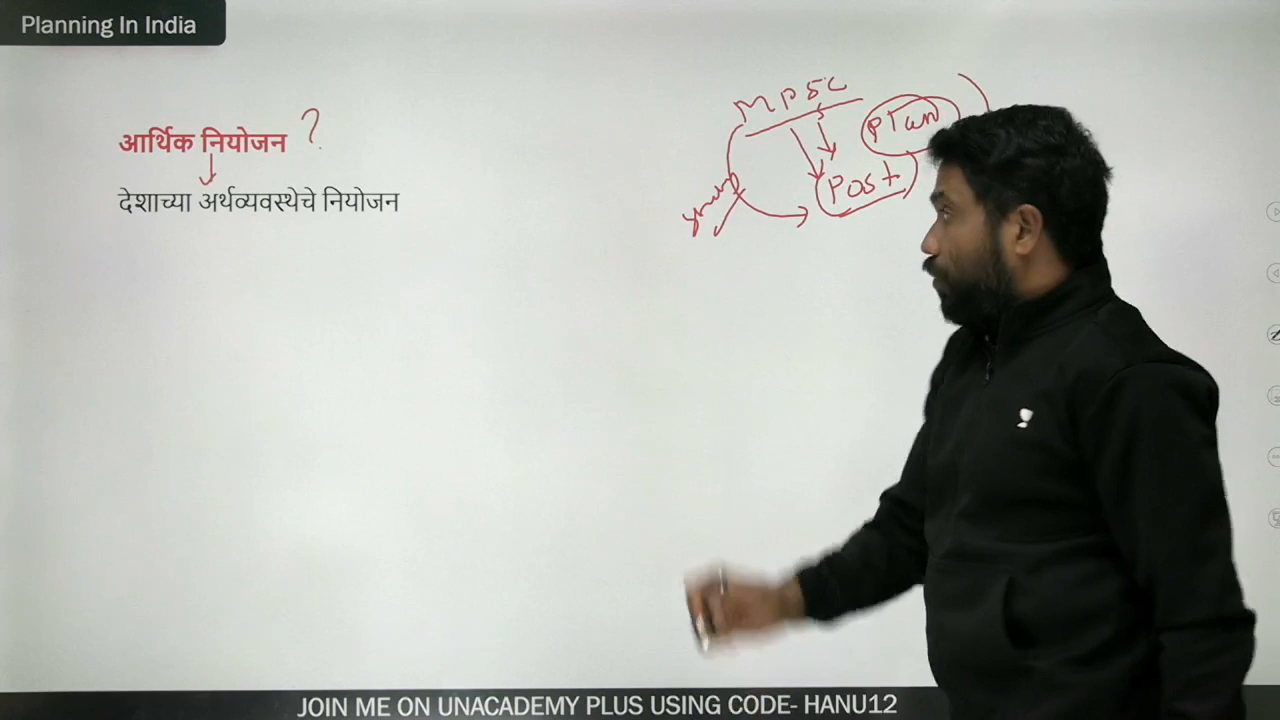 Planning In India
आर्थिक नियोजन ?
देशाच्या अर्थव्यवस्थेचे नियोजन
MPSC
Plan
Post
JOIN ME ON UNACADEMY PLUS USING CODE- HANU12